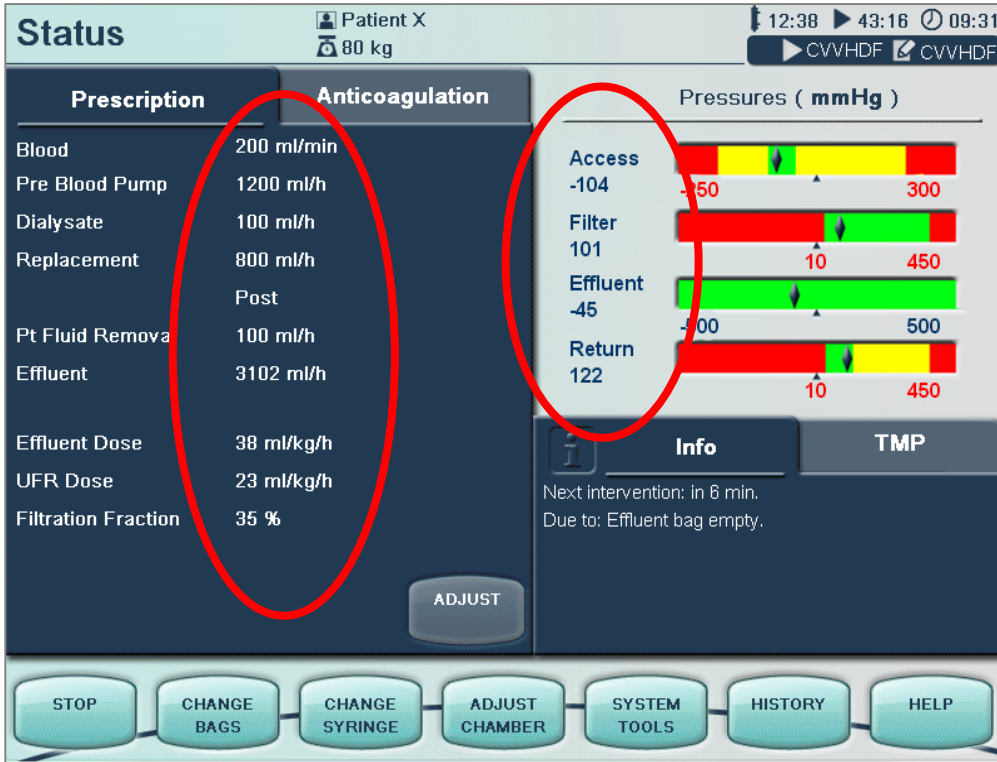 Status
Patient X
80 kg
12:38 43:16 09:31
CVVHDF CVVHDF
Prescription
Anticoagulation
Blood 200 ml/min
Pre Blood Pump 1200 ml/h
Dialysate 100 ml/h
Replacement 800 ml/h
Post
Pt Fluid Removal 100 ml/h
Effluent 3102 ml/h
Effluent Dose 38 ml/kg/h
UFR Dose 23 ml/kg/h
Filtration Fraction 35 %
ADJUST
Pressures ( mmHg )
Access
-104
-250 300
Filter
101
10 450
Effluent
-45
-500 500
Return
122
10 450
i
Info
TMP
Next intervention: in 6 min.
Due to: Effluent bag empty.
STOP
CHANGE
BAGS
CHANGE
SYRINGE
ADJUST
CHAMBER
SYSTEM
TOOLS
HISTORY
HELP